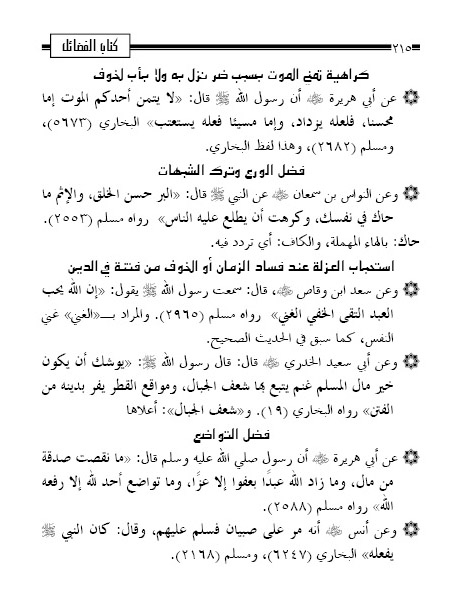 كتاب الفضائل
٢١٥
كراهية تمني الموت بسبب ضر نزل به ولا بأس لخوف
عن أبي هريرة ﷺ أن رسول الله ﷺ قال: «لا يتمن أحدكم الموت إما
محسنا، فلعله يزداد، وإما مسيئا فعله يستعتب» البخاري (٥٦٧٣)،
ومسلم (٢٦٨٢)، وهذا لفظ البخاري.
فضل الورع وترك الشبهات
وعن النواس بن سمعان ﷺ عن النبي ﷺ قال: «البر حسن الخلق، والإثم ما
حاك في نفسك، وكرهت أن يطلع عليه الناس» رواه مسلم (٢٥٥٣).
حاك: بالهاء المهملة، والكاف: أي تردد فيه.
استحباب العزلة عند فساد الزمان أو الخوف من فتنة في الدين
وعن سعد ابن وقاص ﷺ، قال: سمعت رسول الله ﷺ يقول: «إن الله يحب
العبد التقى الخفي الغني» رواه مسلم (٢٩٦٥). والمراد بـ«الغني» غني
النفس، كما سبق في الحديث الصحيح.
وعن أبي سعيد الخدري ﷺ قال: قال رسول الله ﷺ: «يوشك أن يكون
خير مال المسلم غنم يتبع بها شعف الجبال، ومواقع القطر يفر بدينه من
الفتن» رواه البخاري (١٩). و«شعف الجبال»: أعلاها
فضل التواضع
عن أبي هريرة ﷺ أن رسول صلي الله عليه وسلم قال: «ما نقصت صدقة
من مال، وما زاد الله عبدًا بعفوا إلا عزًا، وما تواضع أحد لله إلا رفعه
الله» رواه مسلم (٢٥٨٨).
وعن أنس ﷺ أنه مر على صبيان فسلم عليهم، وقال: كان النبي ﷺ
يفعله» البخاري (٦٢٤٧)، ومسلم (٢١٦٨).